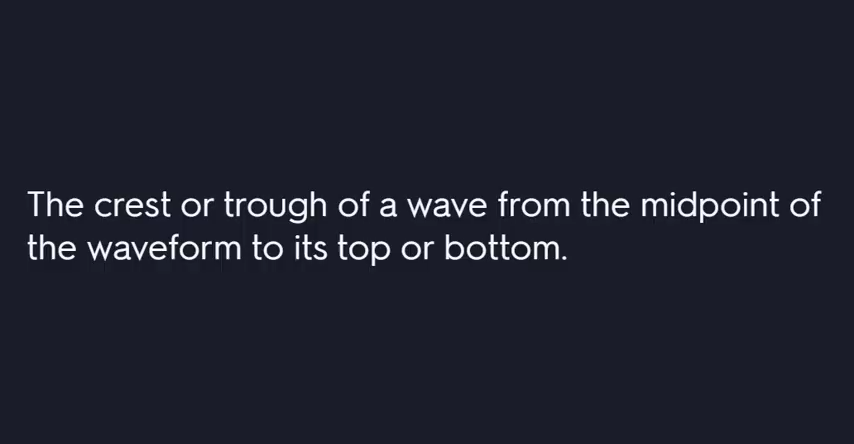 The crest or trough of a wave from the midpoint of
the waveform to its top or bottom.